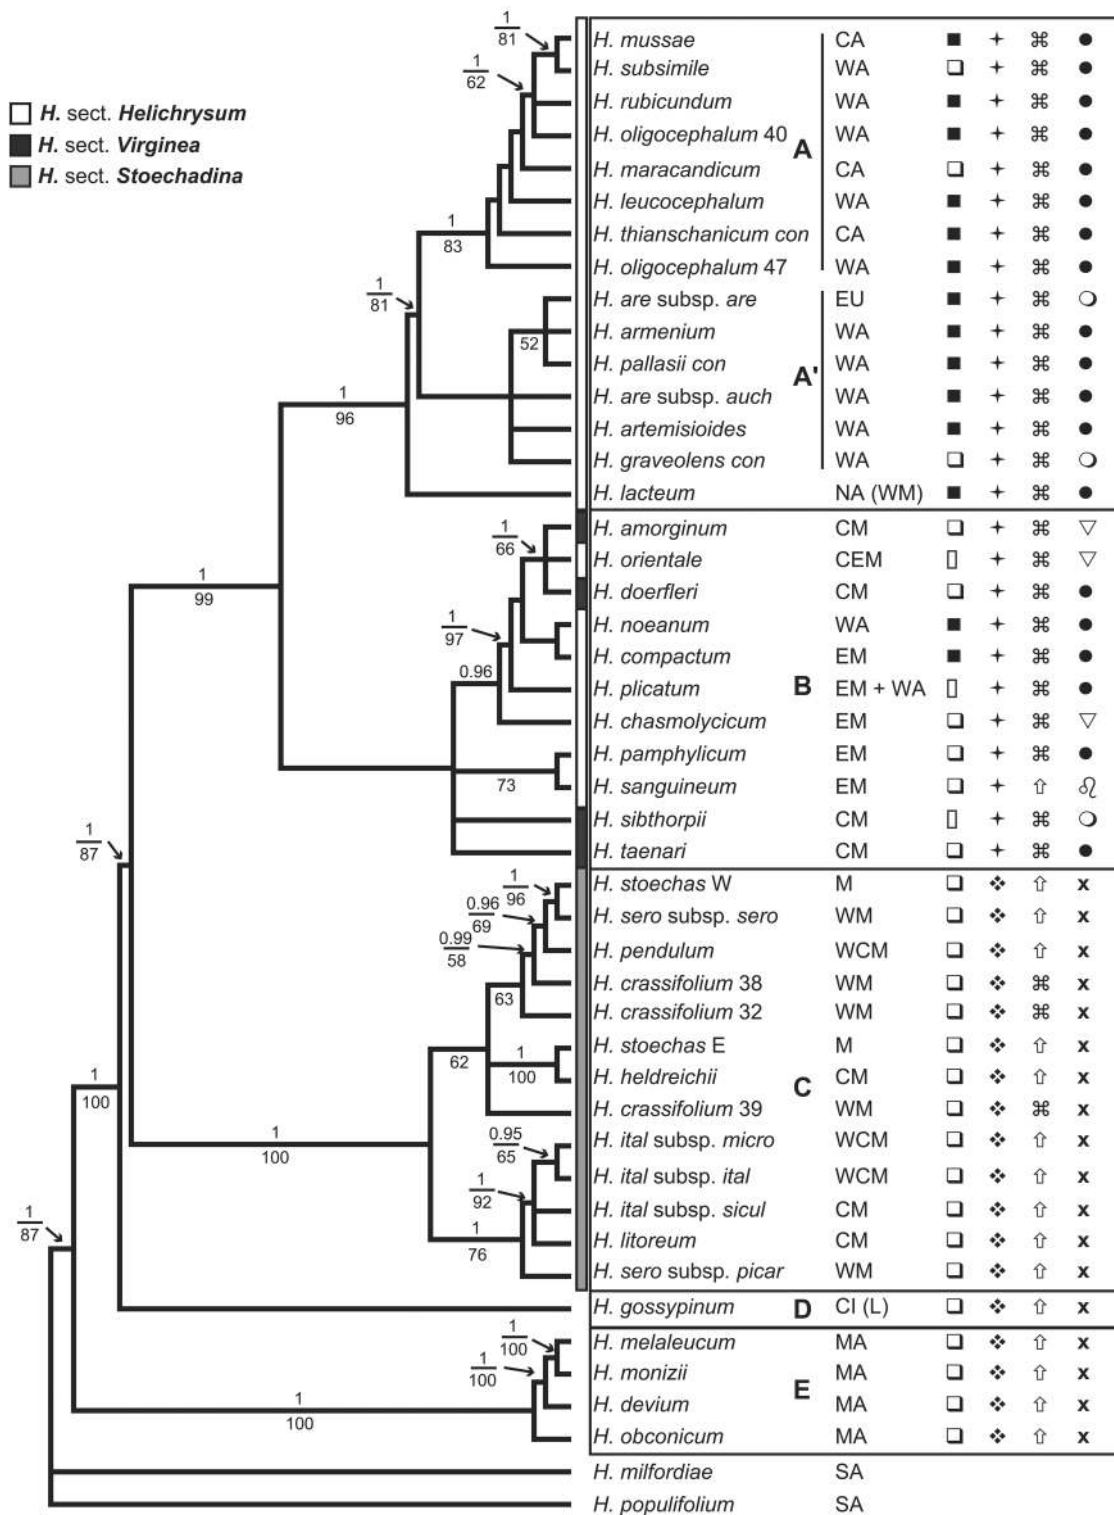 H. sect. Helichrysum
H. sect. Virginea
H. sect. Stoechadina
1
81
1
62
1
83
1
81
52
1
96
1
66
1
97
0.96
73
1
99
1
87
1
96
0.96
69
0.99
58
63
62
1
100
1
100
0.95
65
1
92
1
76
1
100
1
87
1
100
1
100
1
100
A
A'
B
C
D
E
H. mussae CA
H. subsimile WA
H. rubicundum WA
H. oligocephalum 40 WA
H. maracandicum CA
H. leucocephalum WA
H. thianschanicum con CA
H. oligocephalum 47 WA
H. are subsp. are EU
H. armenium WA
H. pallasii con WA
H. are subsp. auch WA
H. artemisioides WA
H. graveolens con WA
H. lacteum NA (WM)
H. amorginum CM
H. orientale CEM
H. doerfleri CM
H. noeanum WA
H. compactum EM
H. plicatum EM + WA
H. chasmolycicum EM
H. pamphylicum EM
H. sanguineum EM
H. sibthorpii CM
H. taenari CM
H. stoechas W M x
H. sero subsp. sero WM x
H. pendulum WCM x
H. crassifolium 38 WM x
H. crassifolium 32 WM x
H. stoechas E M x
H. heldreichii CM x
H. crassifolium 39 WM x
H. ital subsp. micro WCM x
H. ital subsp. ital WCM x
H. ital subsp. sicul CM x
H. litoreum CM x
H. sero subsp. picar WM x
H. gossypinum CI (L) x
H. melaleucum MA x
H. monizii MA x
H. devium MA x
H. obconicum MA x
H. milfordiae SA
H. populifolium SA